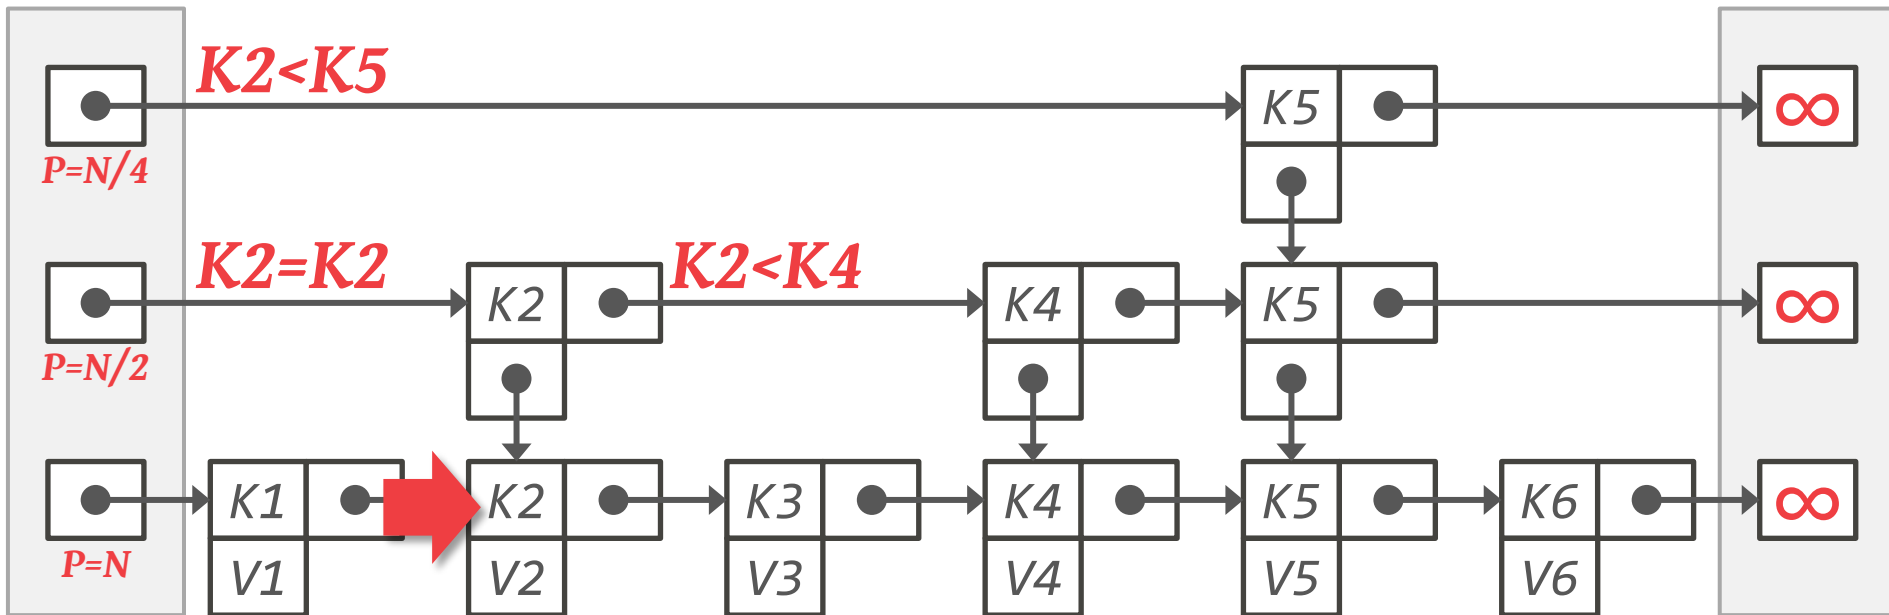 K2<K5
K5 ∞
P=N/4
K2=K2 K2<K4
K2 K4 K5 ∞
P=N/2
K1 K2 K3 K4 K5 K6 ∞
P=N
V1 V2 V3 V4 V5 V6